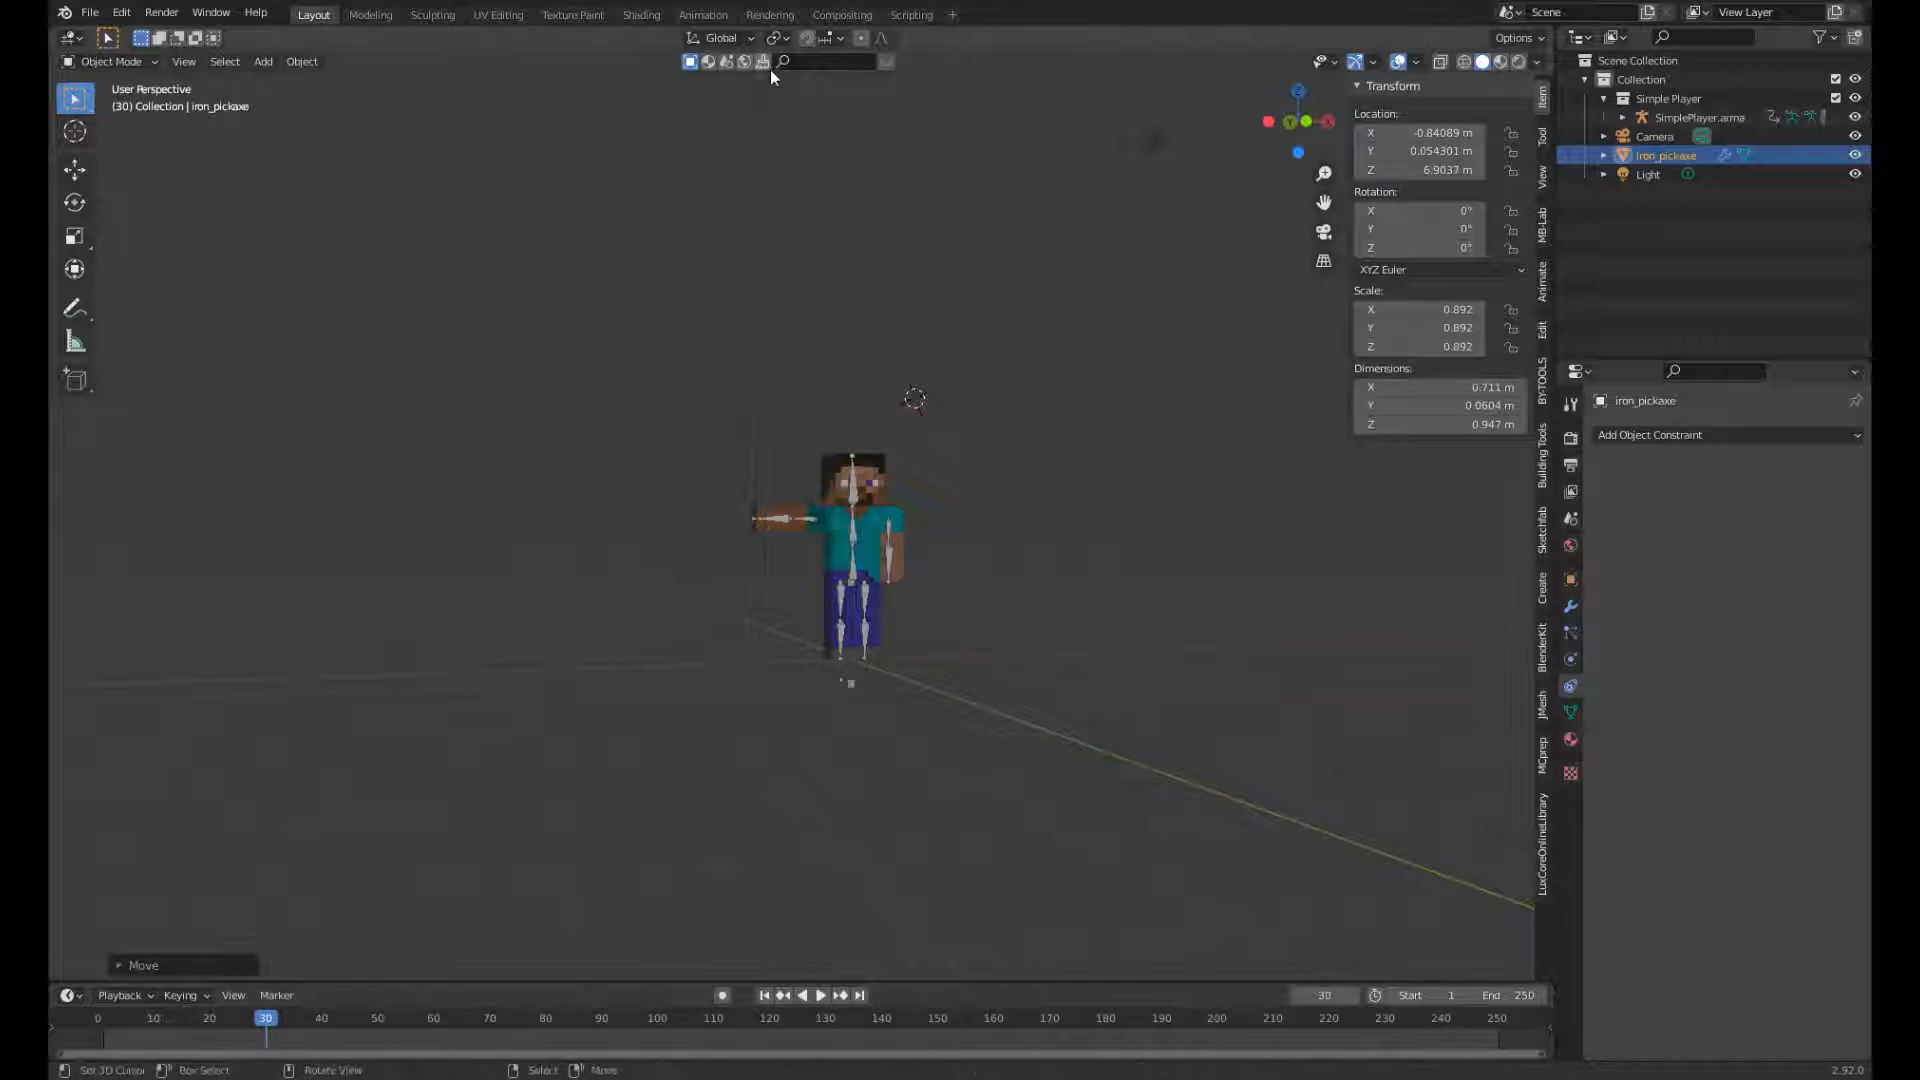 File Edit Render Window Help
Layout Modeling Sculpting UV Editing Texture Paint Shading Animation Rendering Compositing Scripting +
Scene
View Layer
Global
Options
Object Mode View Select Add Object
User Perspective
(30) Collection | iron_pickaxe
Transform
Location:
X -0.84089 m
Y 0.054301 m
Z 6.9037 m
Rotation:
X 0°
Y 0°
Z 0°
XYZ Euler
Scale:
X 0.892
Y 0.892
Z 0.892
Dimensions:
X 0.711 m
Y 0.0604 m
Z 0.947 m
Item
Tool
View
MB-Lab
Animate
Edit
BY-TOOLS
Building Tools
Sketchfab
Create
BlenderKit
JMesh
MCprep
LuxCoreOnlineLibrary
Scene Collection
Collection
Simple Player
SimplePlayer.arma
Camera
Iron_pickaxe
Light
iron_pickaxe
Add Object Constraint
Move
Playback Keying View Marker
30 Start 1 End 250
0 10 20 30 40 50 60 70 80 90 100 110 120 130 140 150 160 170 180 190 200 210 220 230 240 250
Set 3D Cursor Box Select Rotate View Select Move
2.92.0